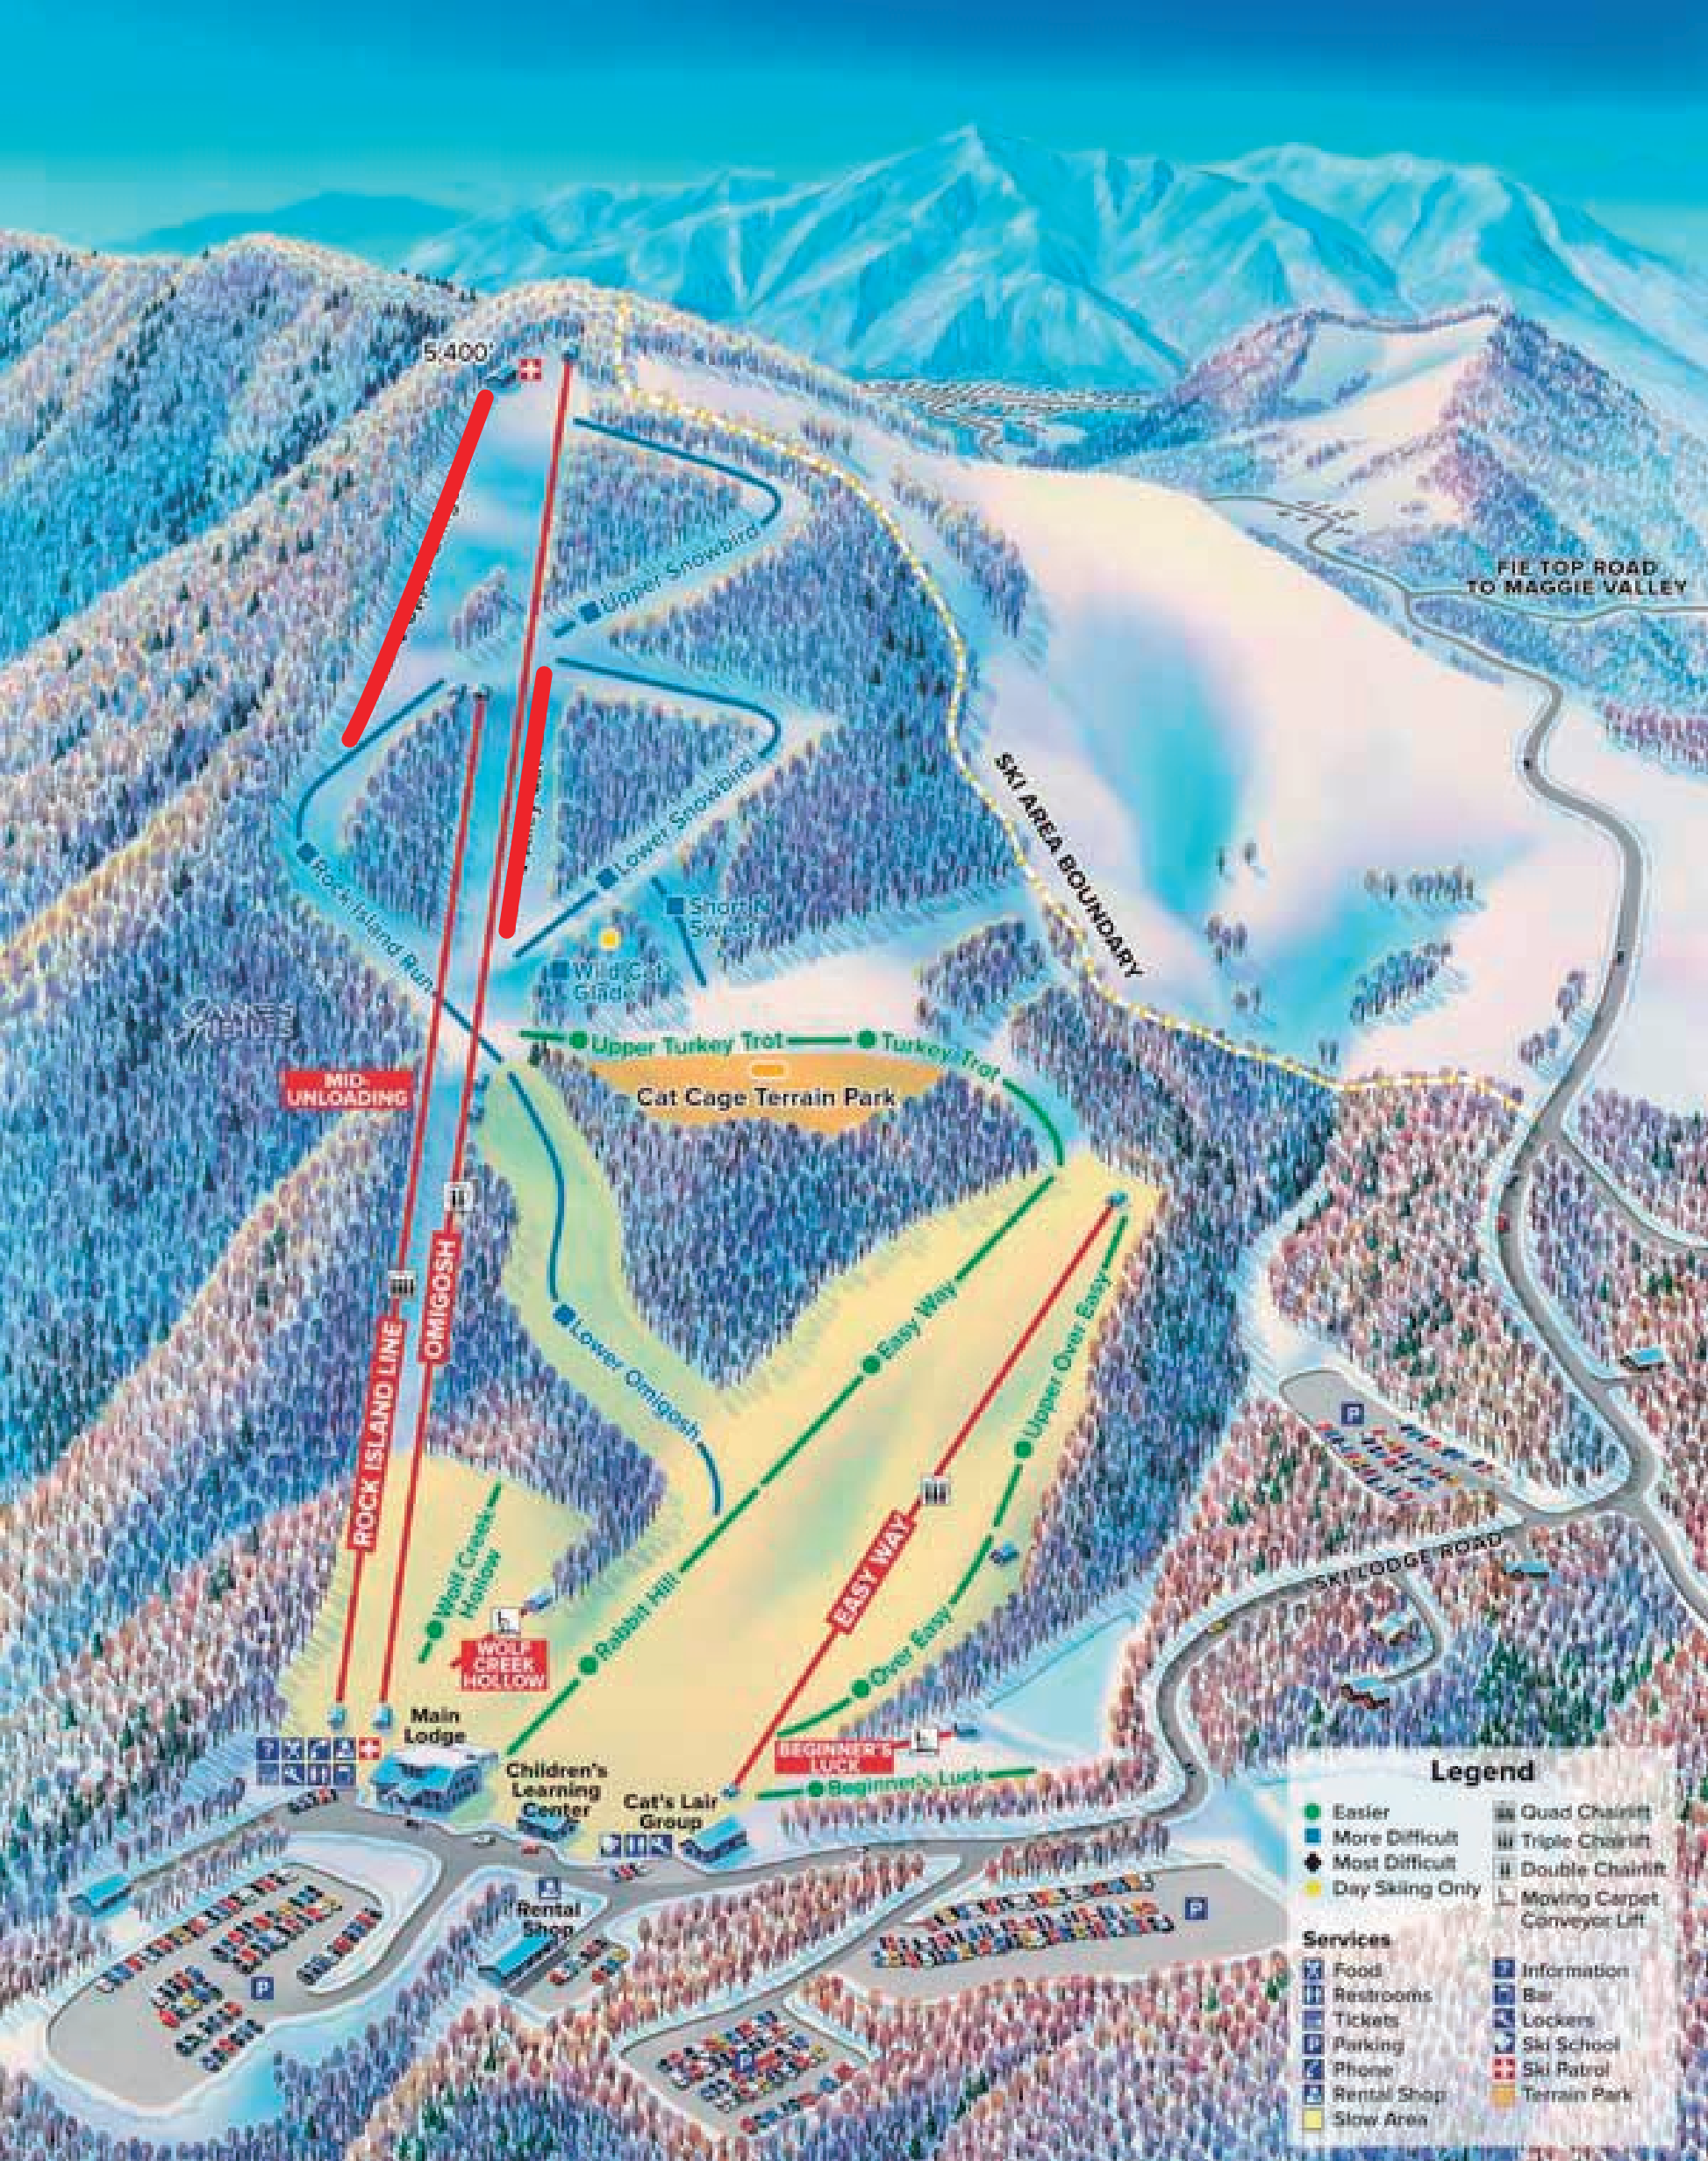 5,400'
Upper Snowbird
FIE TOP ROAD
TO MAGGIE VALLEY
SKI AREA BOUNDARY
Lower Snowbird
Rock Island Run
Short N
Sweet
Wild Cat
Glade
Upper Turkey Trot
Turkey Trot
Cat Cage Terrain Park
MID-
UNLOADING
OMIGOSH
ROCK ISLAND LINE
Lower Omigosh
Easy Way
Upper Over Easy
P
SKI LODGE ROAD
Wolf Creek
Hollow
WOLF
CREEK
HOLLOW
Rabbit Hill
EASY WAY
Over Easy
Main
Lodge
BEGINNER'S
LUCK
Beginner's Luck
Children's
Learning
Center
Cat's Lair
Group
Rental
Shop
P
P
P
Legend
Easier
More Difficult
Most Difficult
Day Skiing Only
Quad Chairlift
Triple Chairlift
Double Chairlift
Moving Carpet
Conveyor Lift
Services
Food
Restrooms
Tickets
Parking
Phone
Rental Shop
Slow Area
Information
Bar
Lockers
Ski School
Ski Patrol
Terrain Park